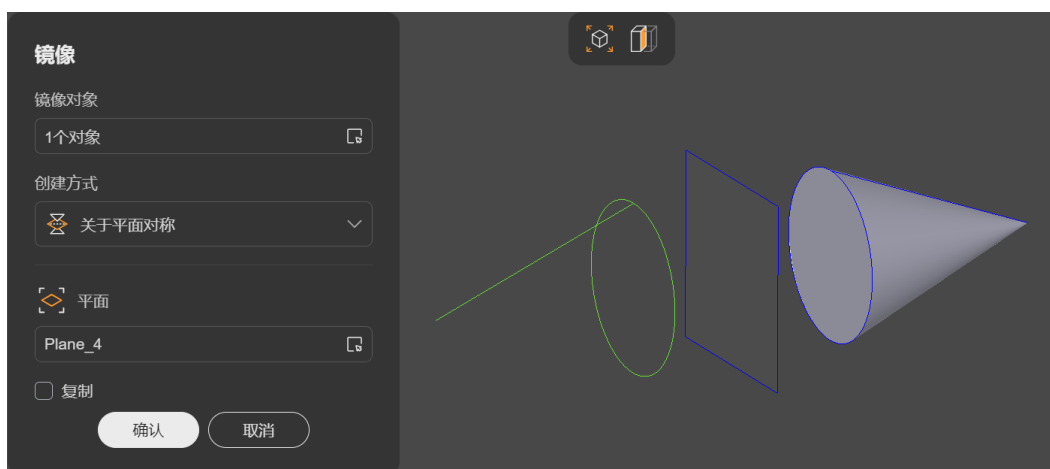 镜像
镜像对象
1个对象
创建方式
关于平面对称
平面
Plane_4
复制
确认
取消